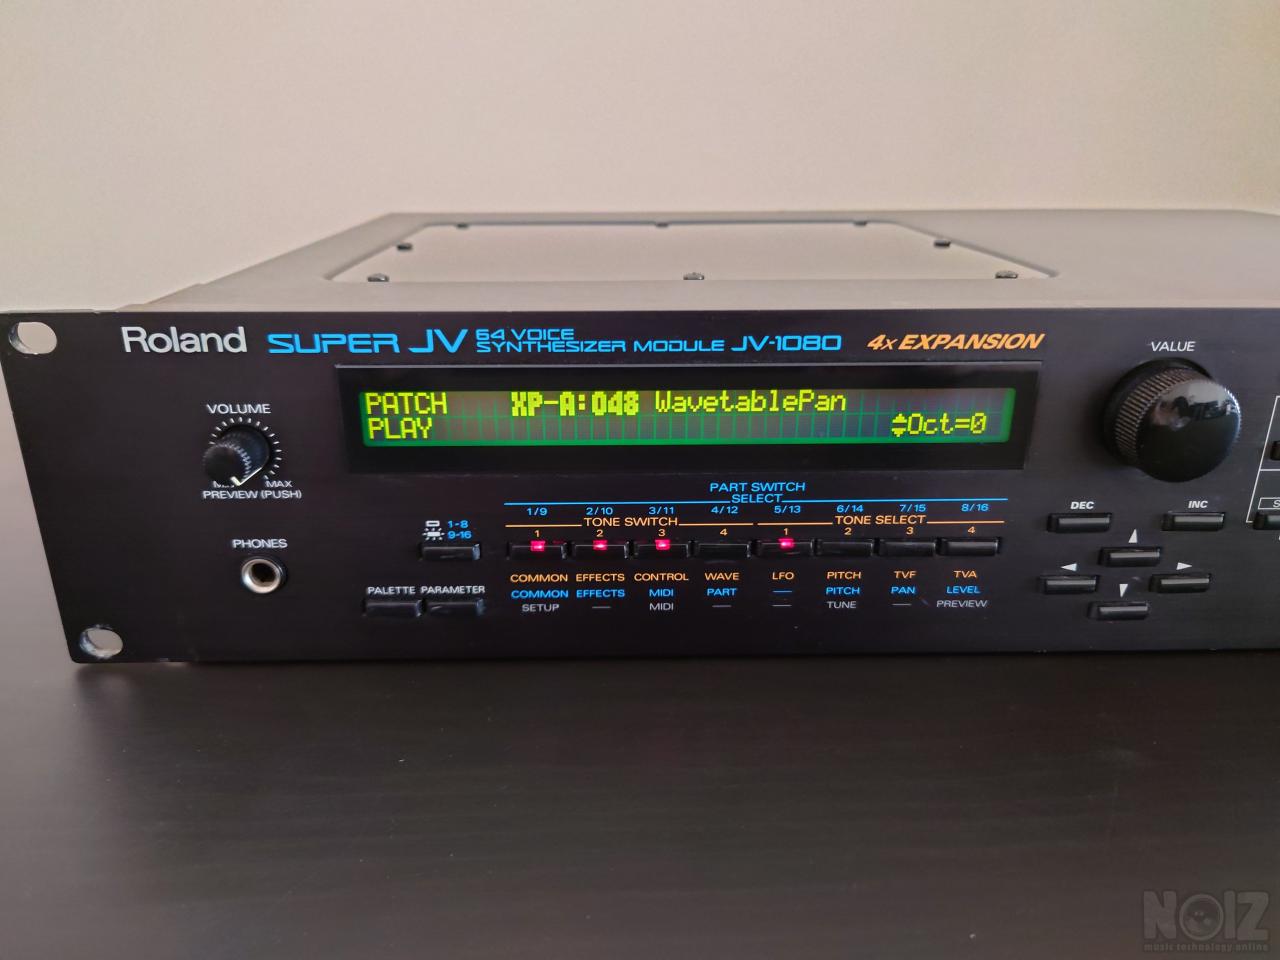 Roland SUPER JV 64 VOICE SYNTHESIZER MODULE JV-1080 4x EXPANSION
VALUE
VOLUME
MAX
PREVIEW (PUSH)
PATCH XP-A:048 WavetablePan
PLAY Oct=0
PART SWITCH
SELECT
1/9 2/10 3/11 4/12 5/13 6/14 7/15 8/16
TONE SWITCH TONE SELECT
1 2 3 4 1 2 3 4
1-8
9-16
DEC INC
PHONES
PALETTE PARAMETER
COMMON EFFECTS CONTROL WAVE LFO PITCH TVF TVA
COMMON EFFECTS MIDI PART — PITCH PAN LEVEL
SETUP — MIDI — — TUNE — PREVIEW
NOIZ
music technology online